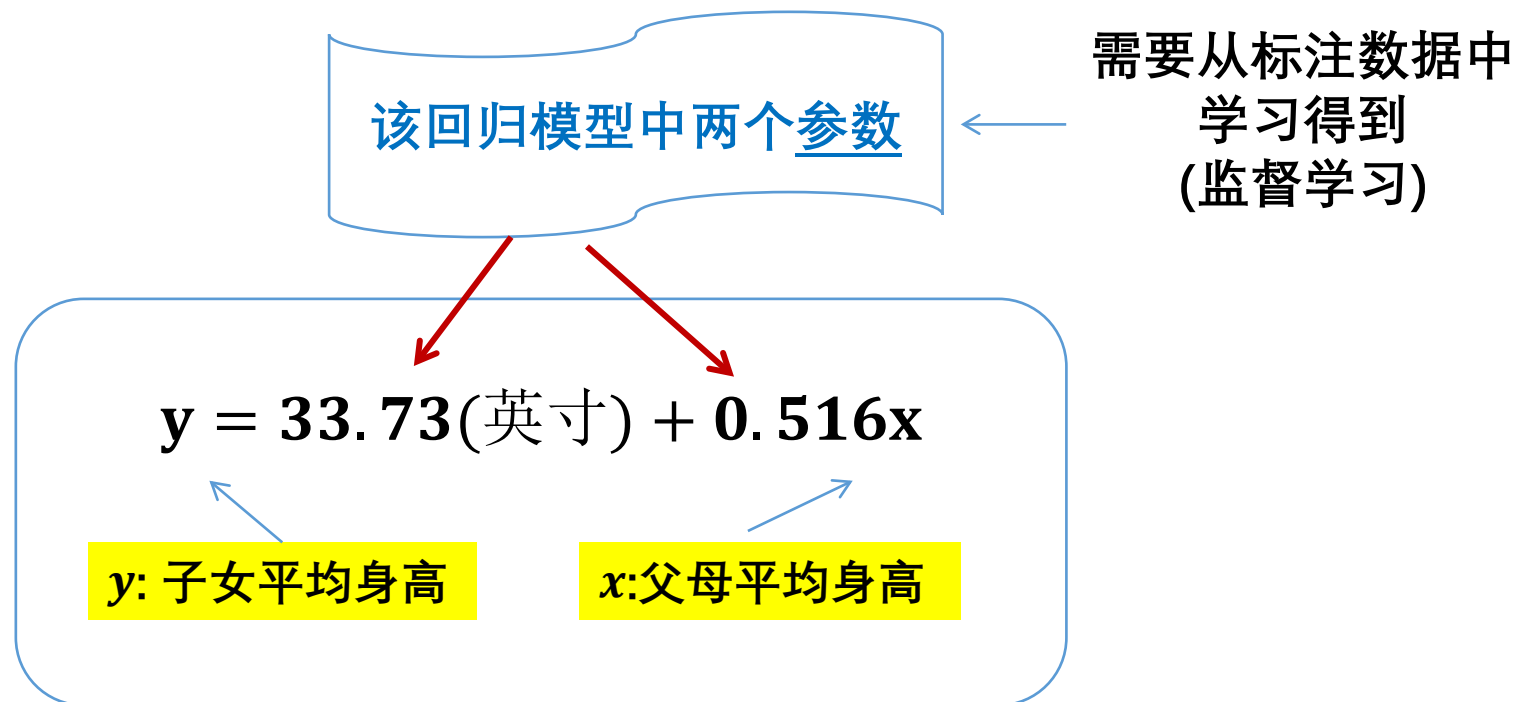 该回归模型中两个参数
需要从标注数据中
学习得到
(监督学习)
y = 33.73(英寸) + 0.516x
y: 子女平均身高
x:父母平均身高